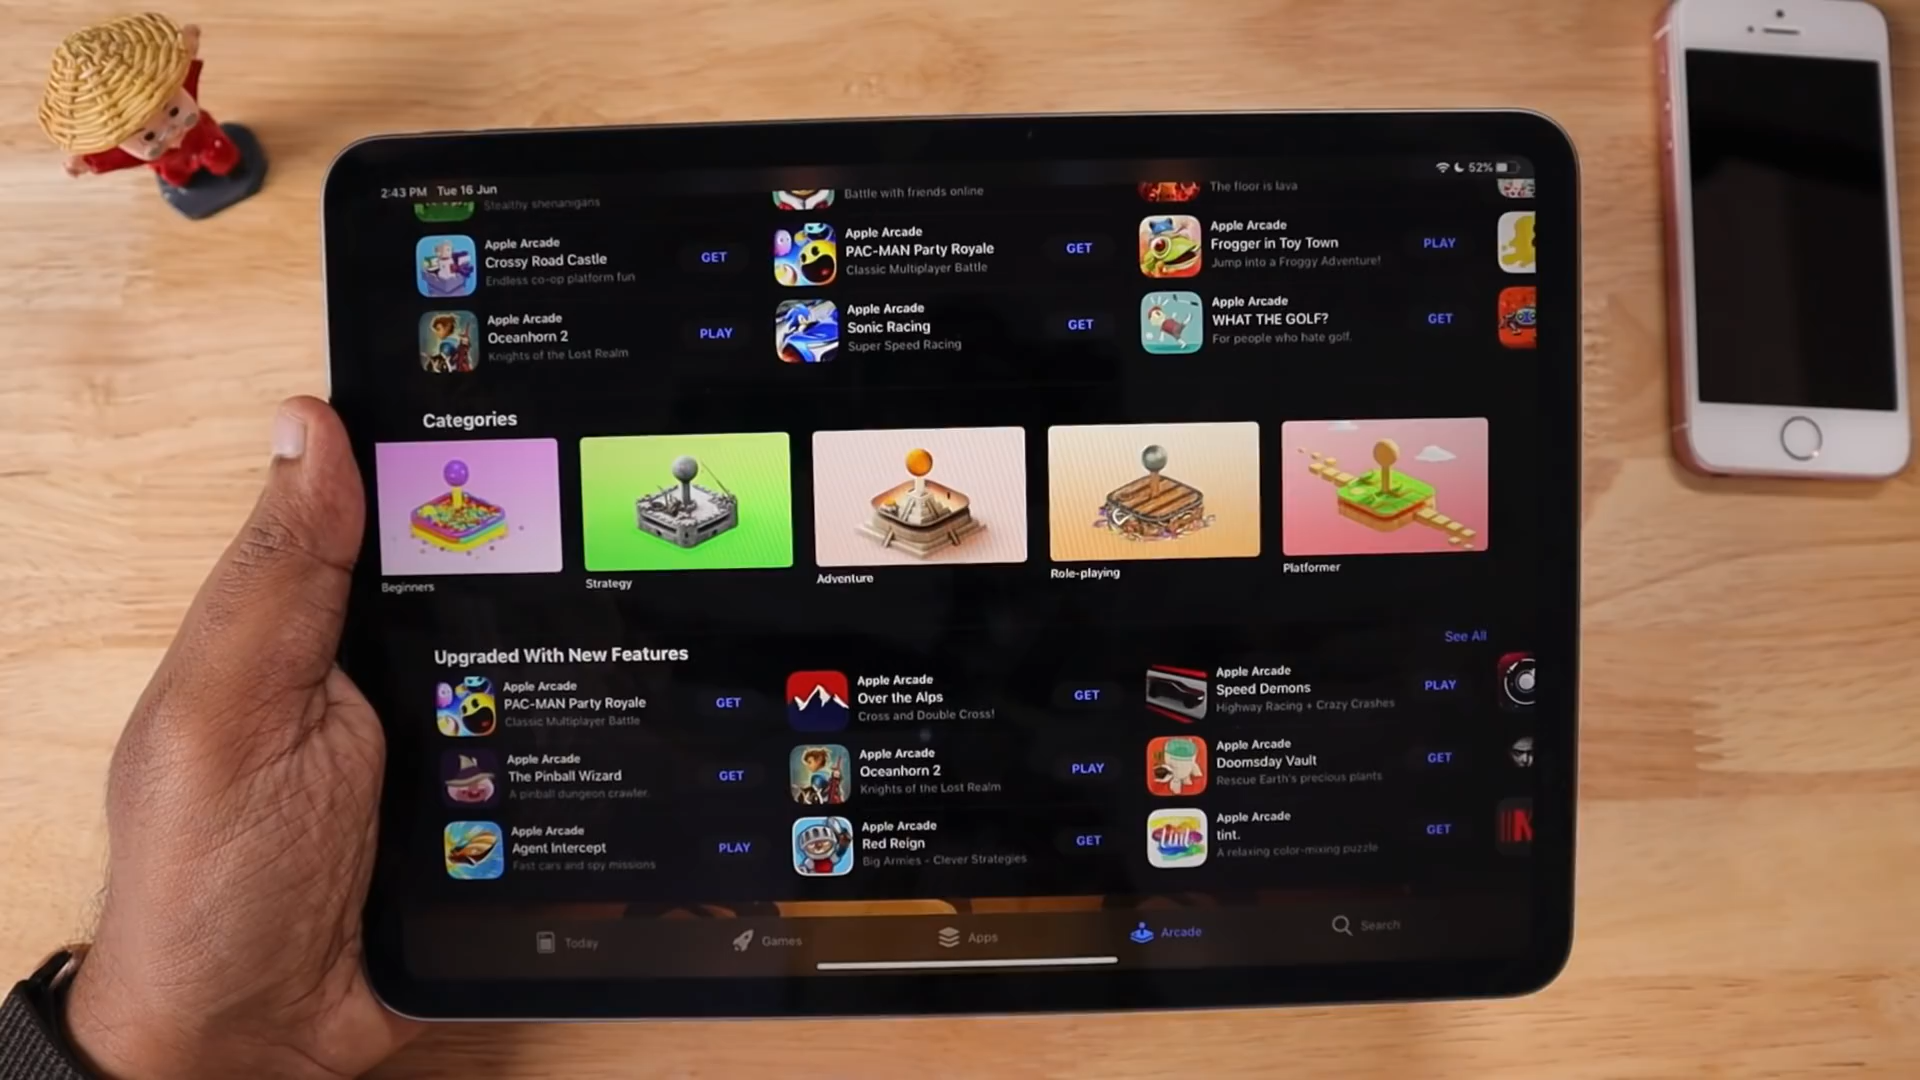 2:43 PM Tue 16 Jun
52%
Stealthy shenanigans
Battle with friends online
The floor is lava
Apple Arcade
Crossy Road Castle
Endless co-op platform fun
GET
Apple Arcade
PAC-MAN Party Royale
Classic Multiplayer Battle
GET
Apple Arcade
Frogger in Toy Town
Jump into a Froggy Adventure!
PLAY
Apple Arcade
Oceanhorn 2
Knights of the Lost Realm
PLAY
Apple Arcade
Sonic Racing
Super Speed Racing
GET
Apple Arcade
WHAT THE GOLF?
For people who hate golf.
GET
Categories
Beginners
Strategy
Adventure
Role-playing
Platformer
Upgraded With New Features
See All
Apple Arcade
PAC-MAN Party Royale
Classic Multiplayer Battle
GET
Apple Arcade
Over the Alps
Cross and Double Cross!
GET
Apple Arcade
Speed Demons
Highway Racing + Crazy Crashes
PLAY
Apple Arcade
The Pinball Wizard
A pinball dungeon crawler.
GET
Apple Arcade
Oceanhorn 2
Knights of the Lost Realm
PLAY
Apple Arcade
Doomsday Vault
Rescue Earth's precious plants
GET
Apple Arcade
Agent Intercept
Fast cars and spy missions
PLAY
Apple Arcade
Red Reign
Big Armies - Clever Strategies
GET
tint
Apple Arcade
tint.
A relaxing color-mixing puzzle
GET
Today
Games
Apps
Arcade
Search